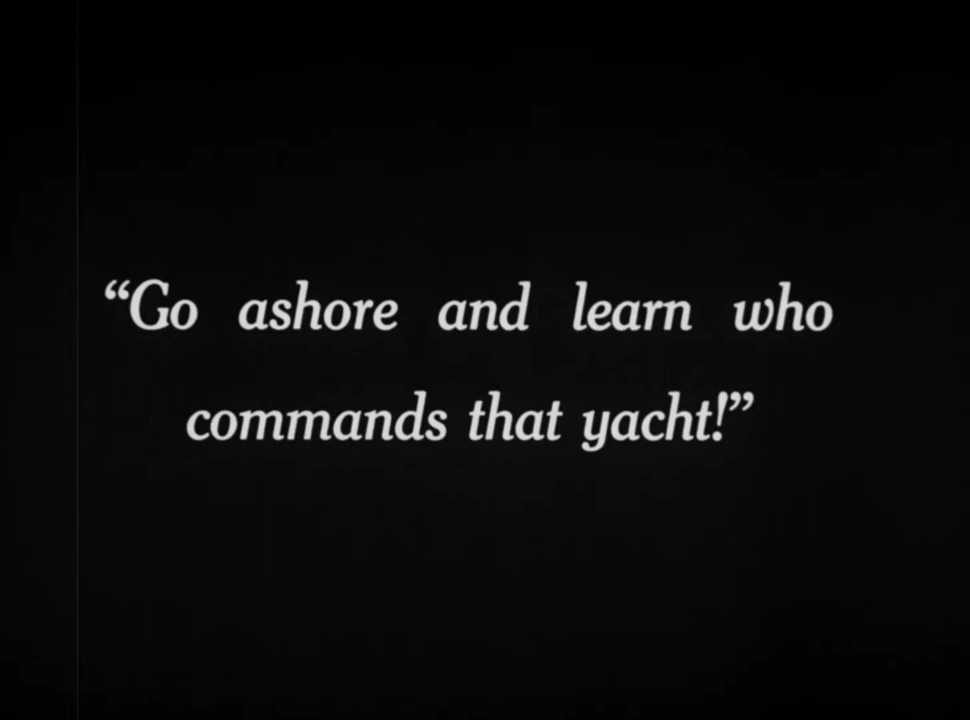 “Go ashore and learn who
commands that yacht!”